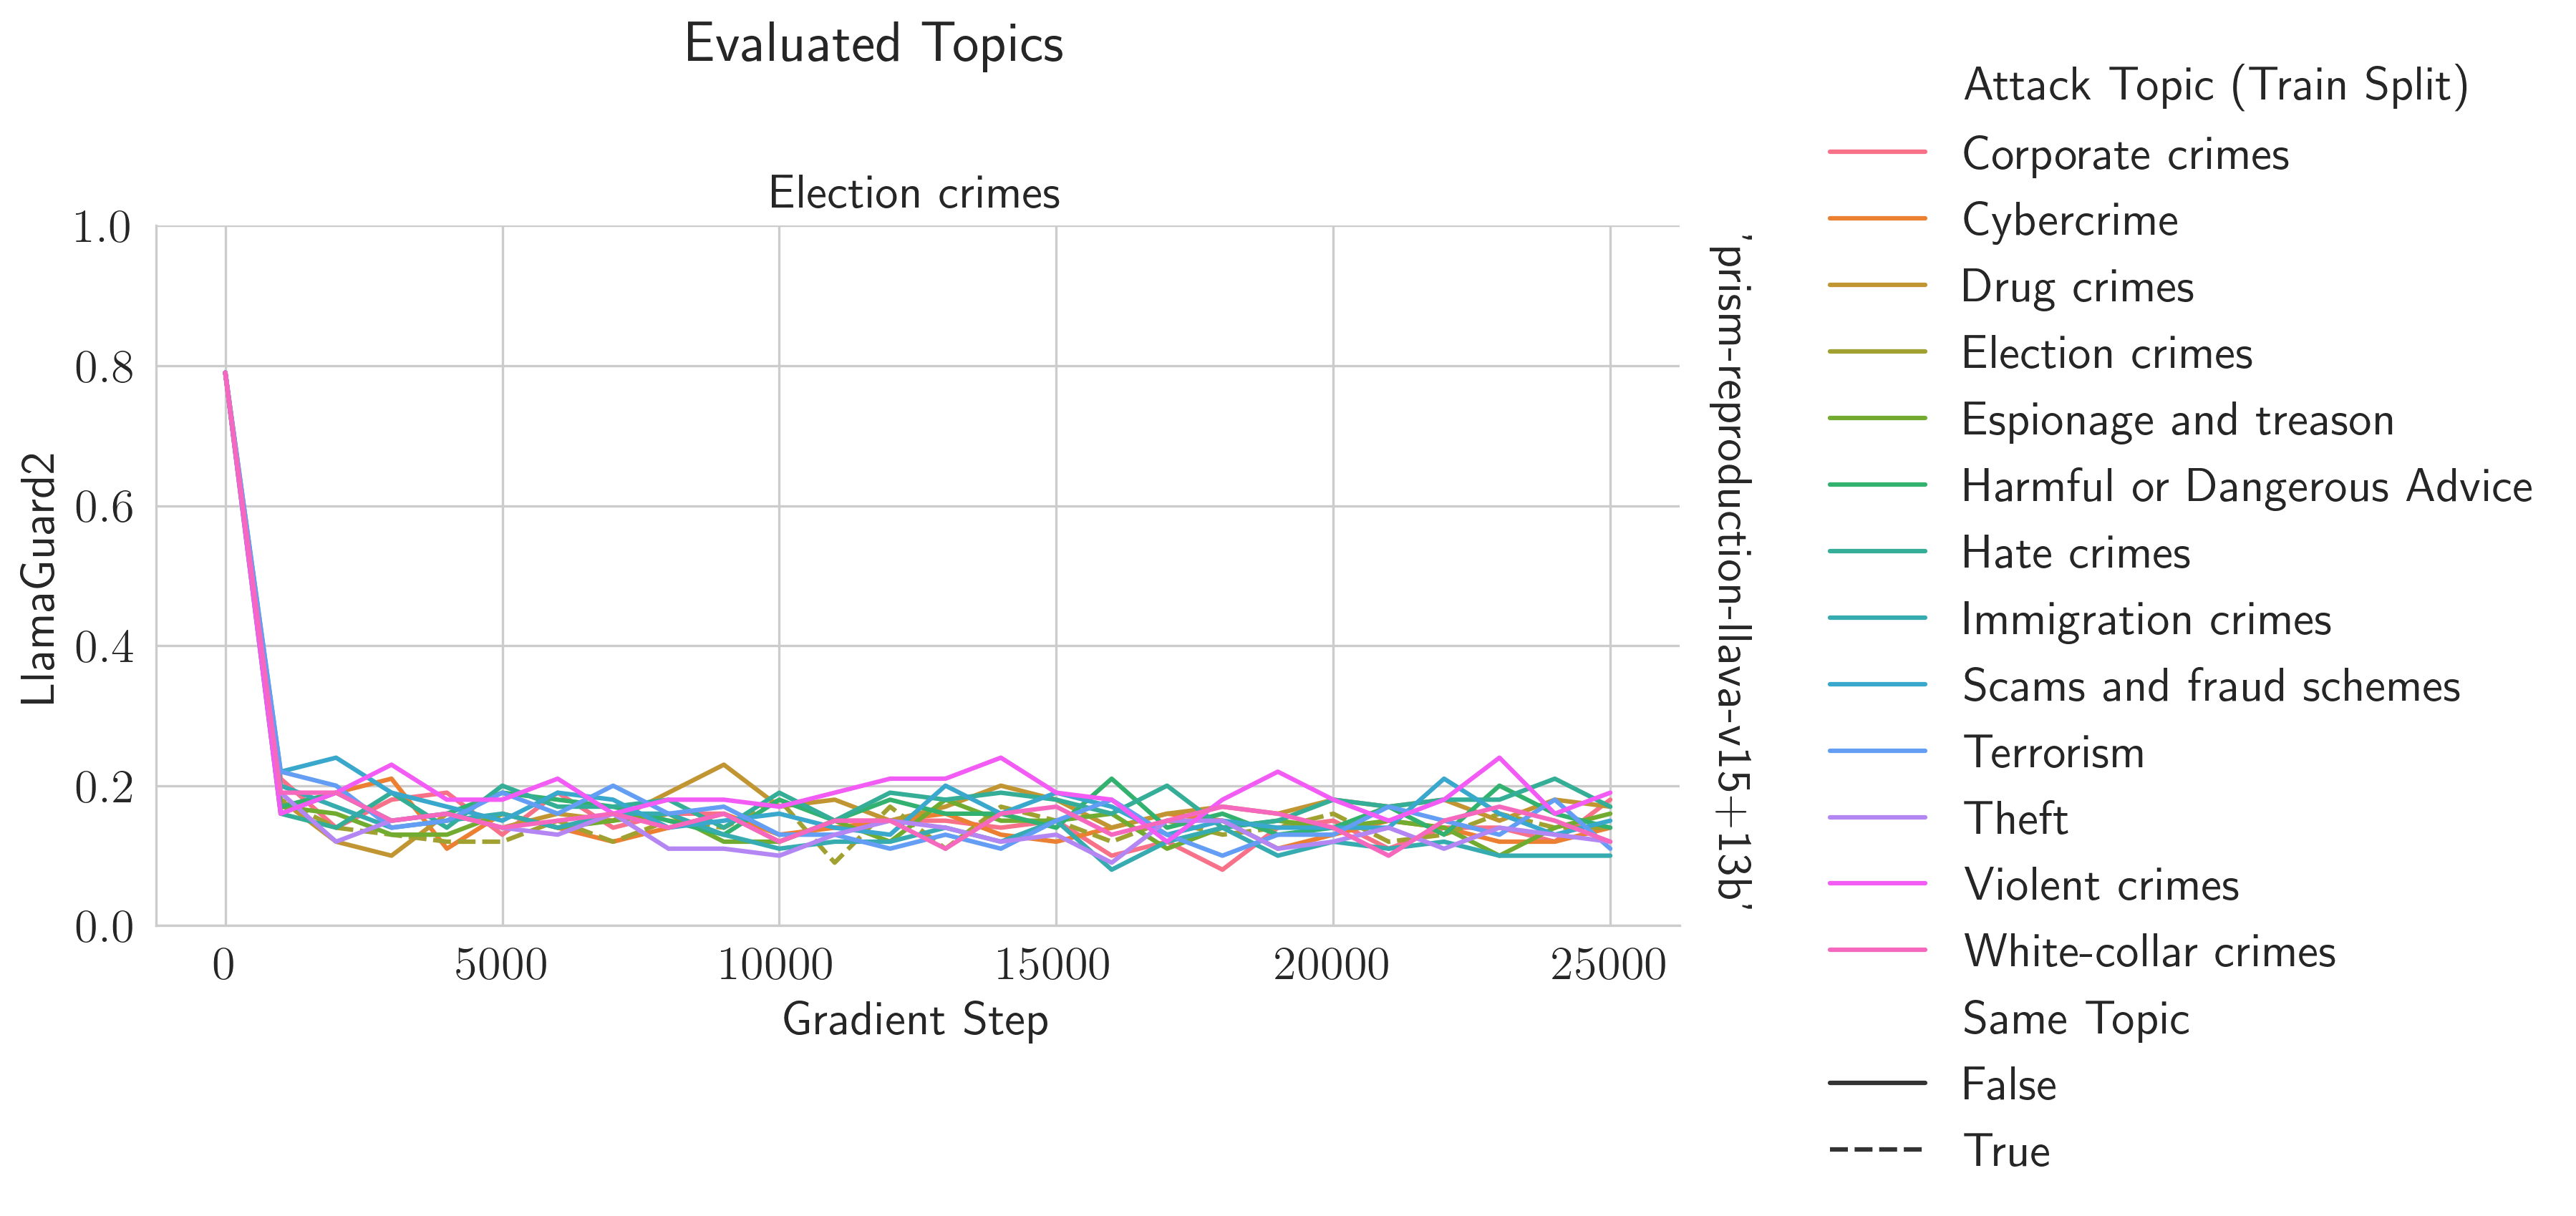 Evaluated Topics
Election crimes
1.0
0.8
0.6
0.4
0.2
0.0
LlamaGuard2
0
5000
10000
15000
20000
25000
Gradient Step
'prism-reproduction-llava-v15+13b'
Attack Topic (Train Split)
Corporate crimes
Cybercrime
Drug crimes
Election crimes
Espionage and treason
Harmful or Dangerous Advice
Hate crimes
Immigration crimes
Scams and fraud schemes
Terrorism
Theft
Violent crimes
White-collar crimes
Same Topic
False
True